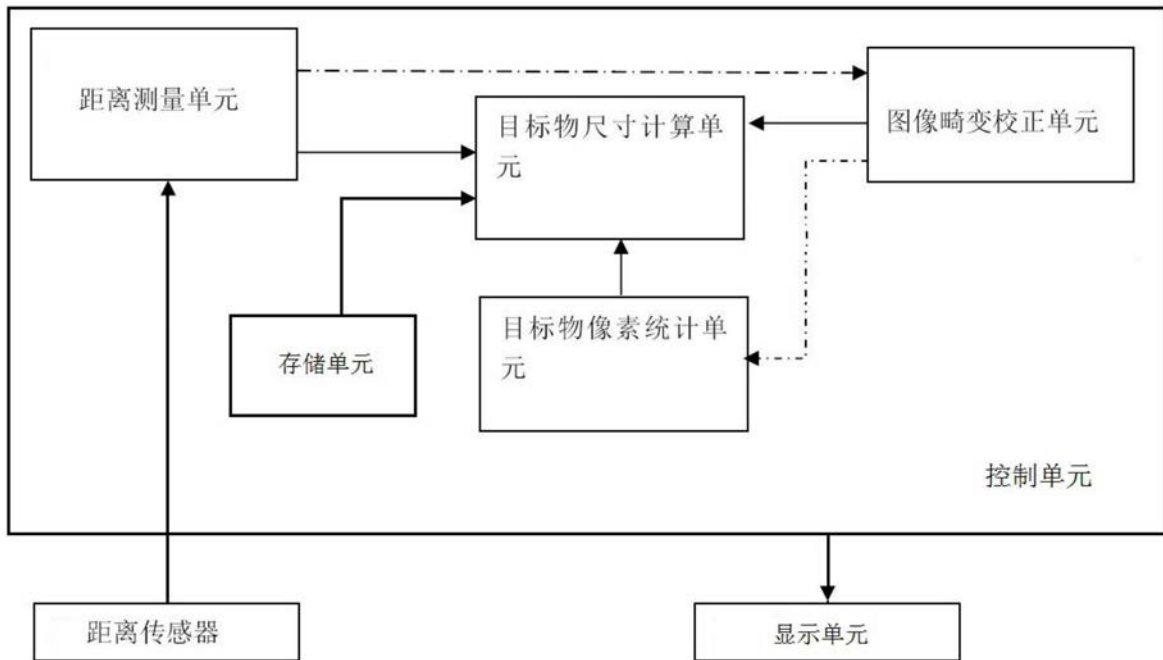 距离测量单元
目标物尺寸计算单
元
图像畸变校正单元
目标物像素统计单
元
存储单元
控制单元
距离传感器
显示单元